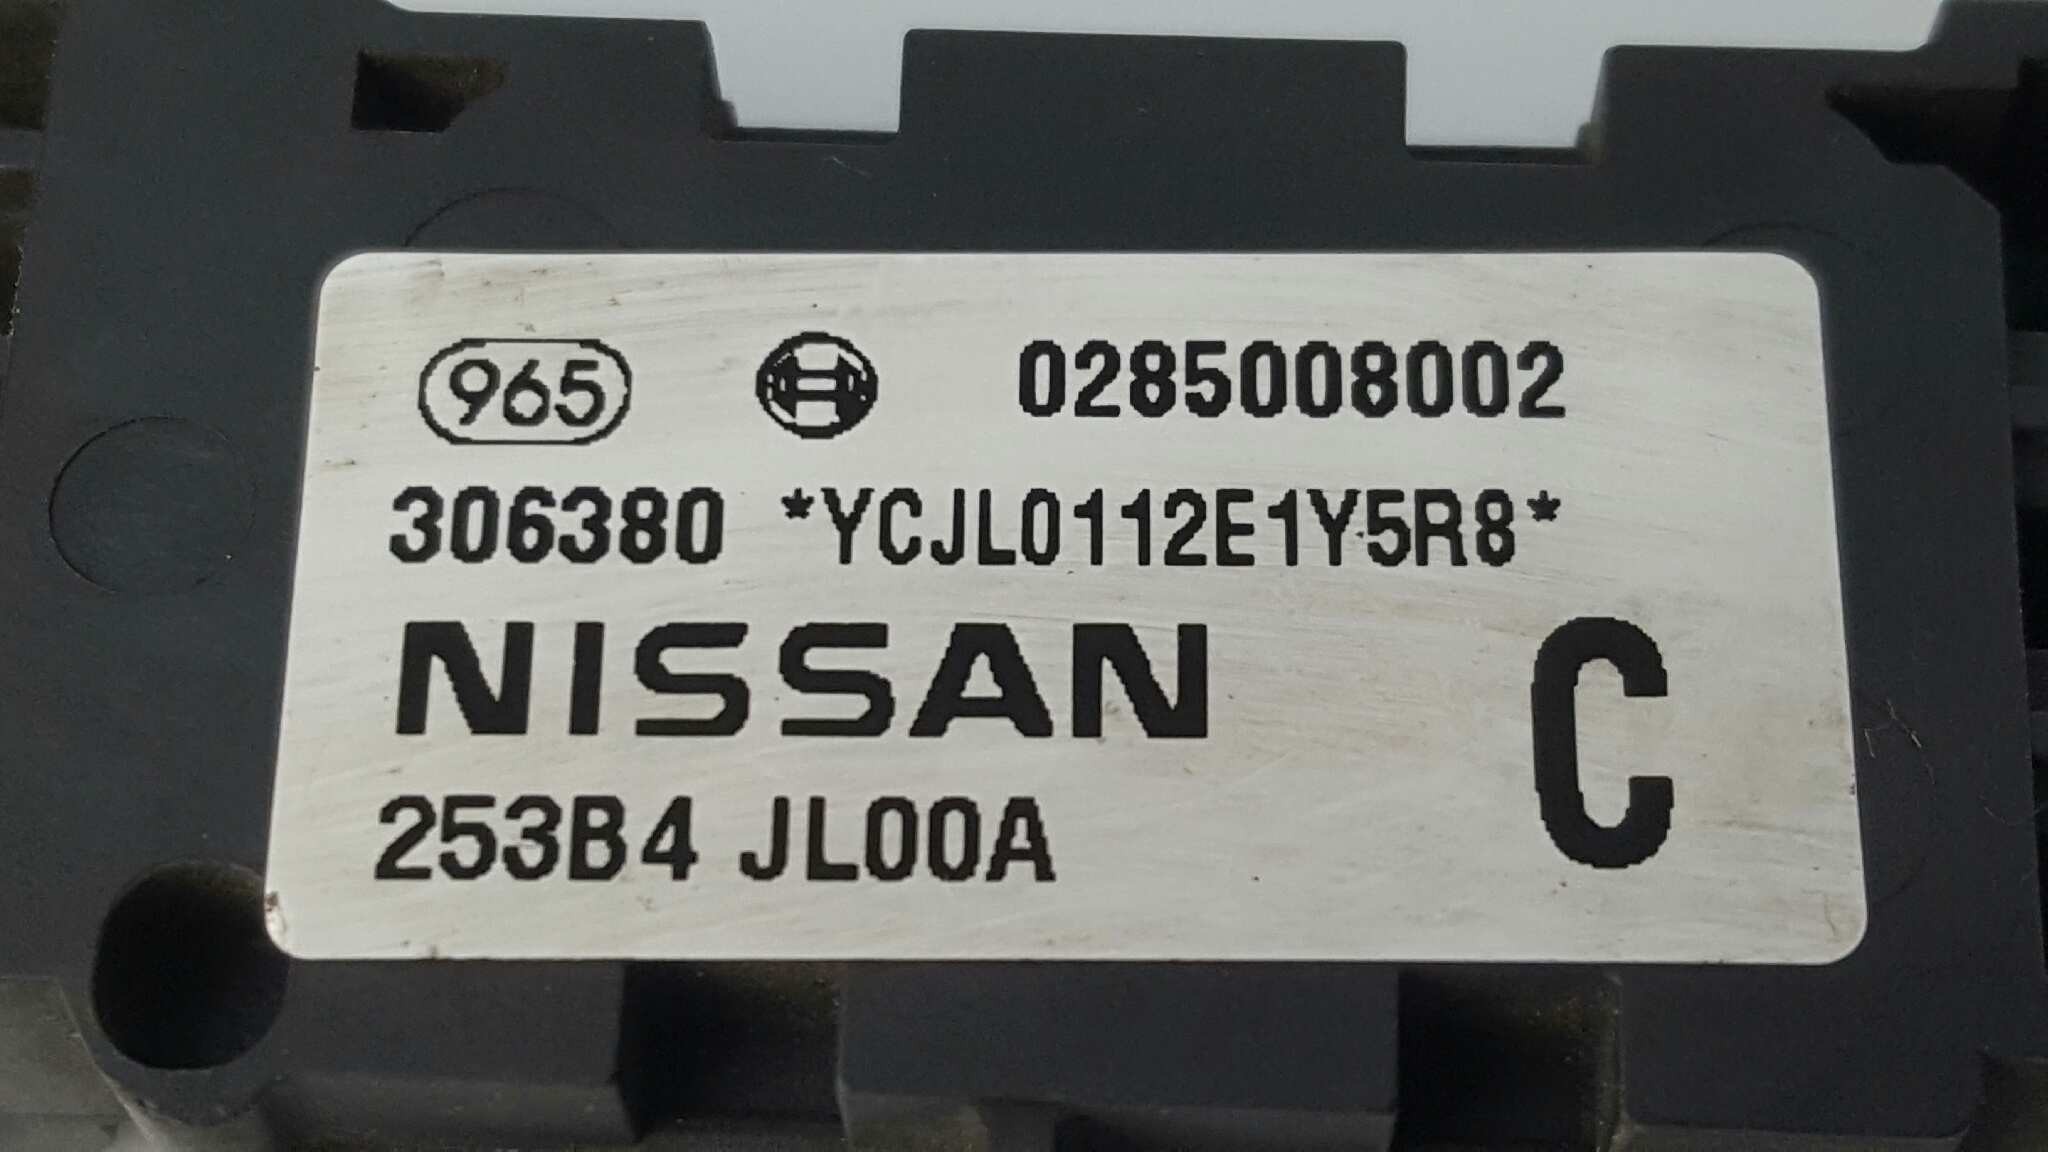 965 0285008002
306380 *YCJL0112E1Y5R8*
NISSAN C
253B4 JL00A